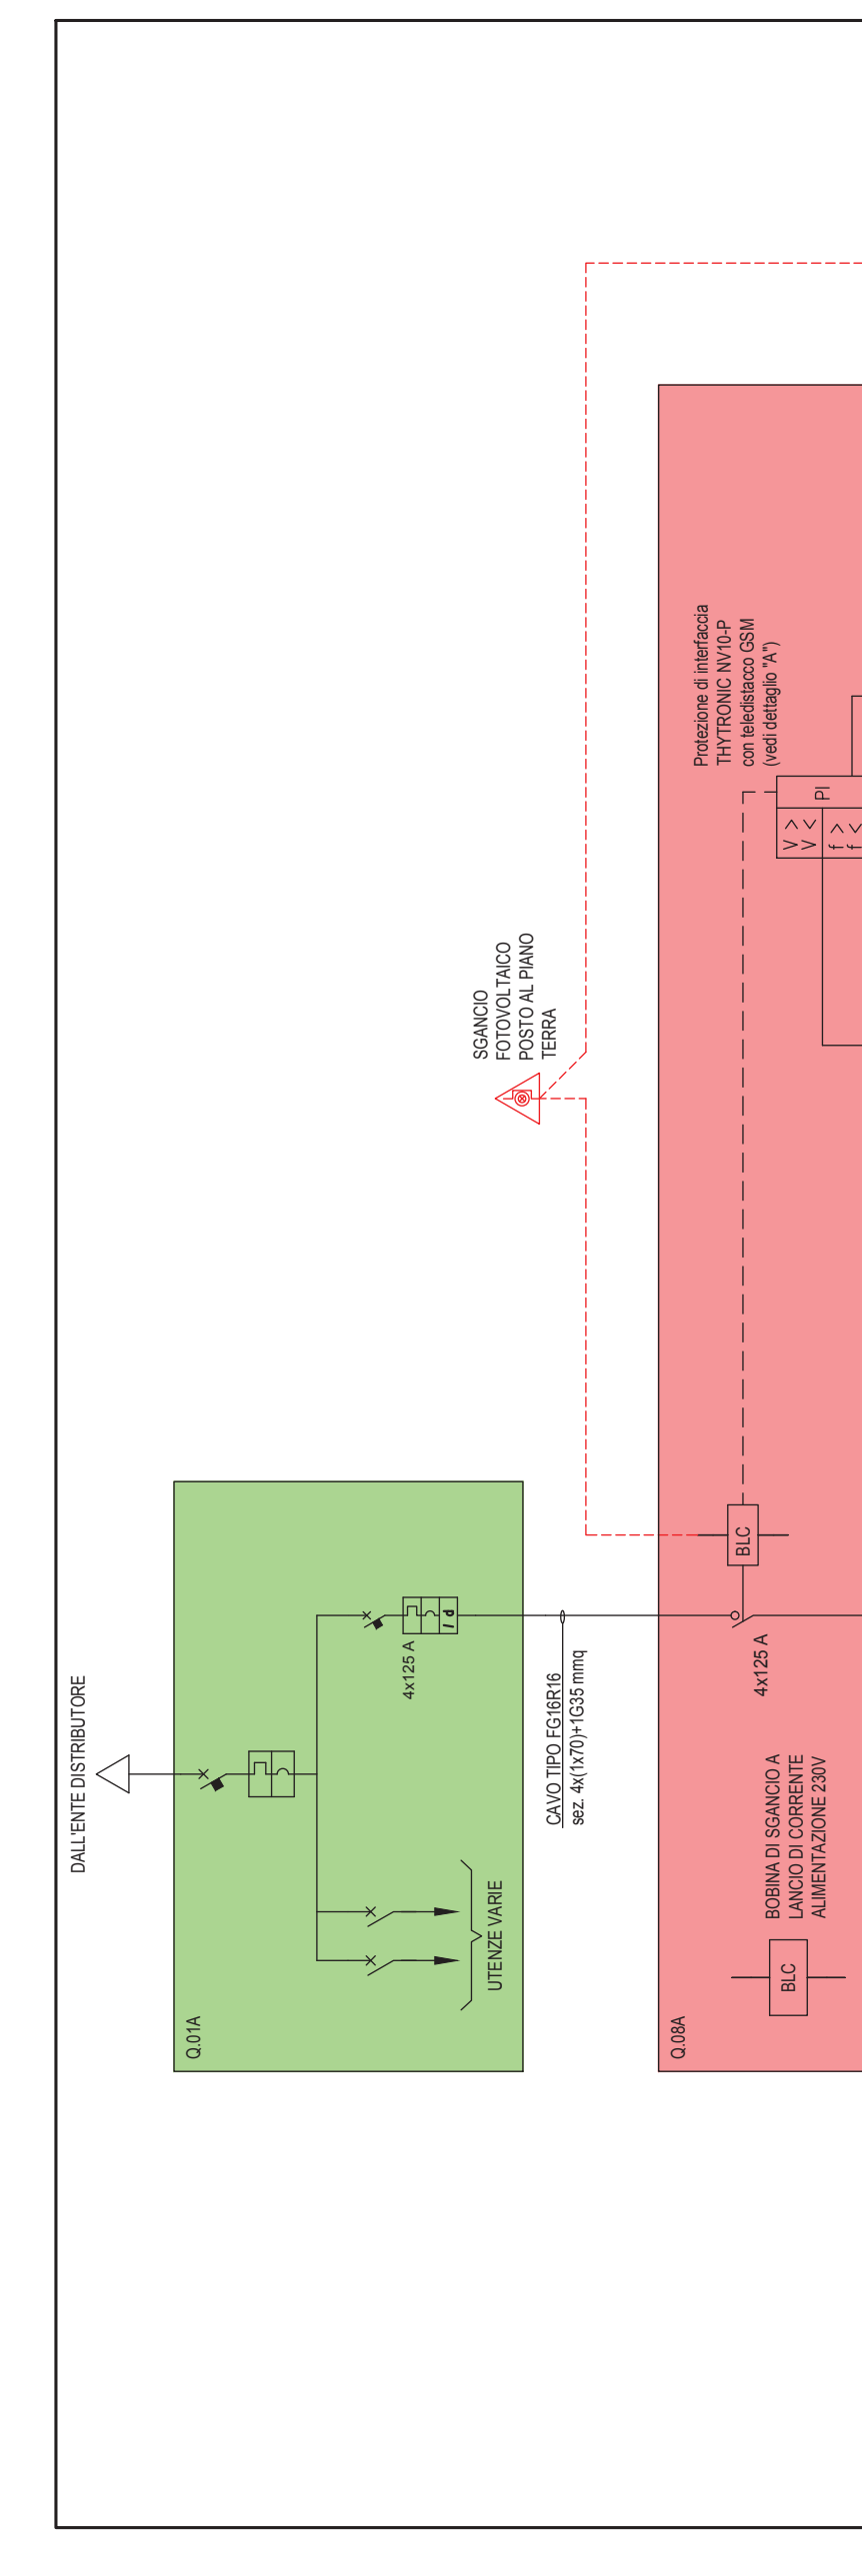 DALL'ENTE DISTRIBUTORE
Q.01A
4x125 A
I d
UTENZE VARIE
SGANCIO
FOTOVOLTAICO
POSTO AL PIANO
TERRA
CAVO TIPO FG16R16
sez. 4x(1x70)+1G35 mmq
Q.08A
Protezione di interfaccia
THYTRONIC NV10-P
con teledistacco GSM
(vedi dettaglio "A")
V >
V <
f >
f <
PI
BLC
4x125 A
BLC
BOBINA DI SGANCIO A
LANCIO DI CORRENTE
ALIMENTAZIONE 230V